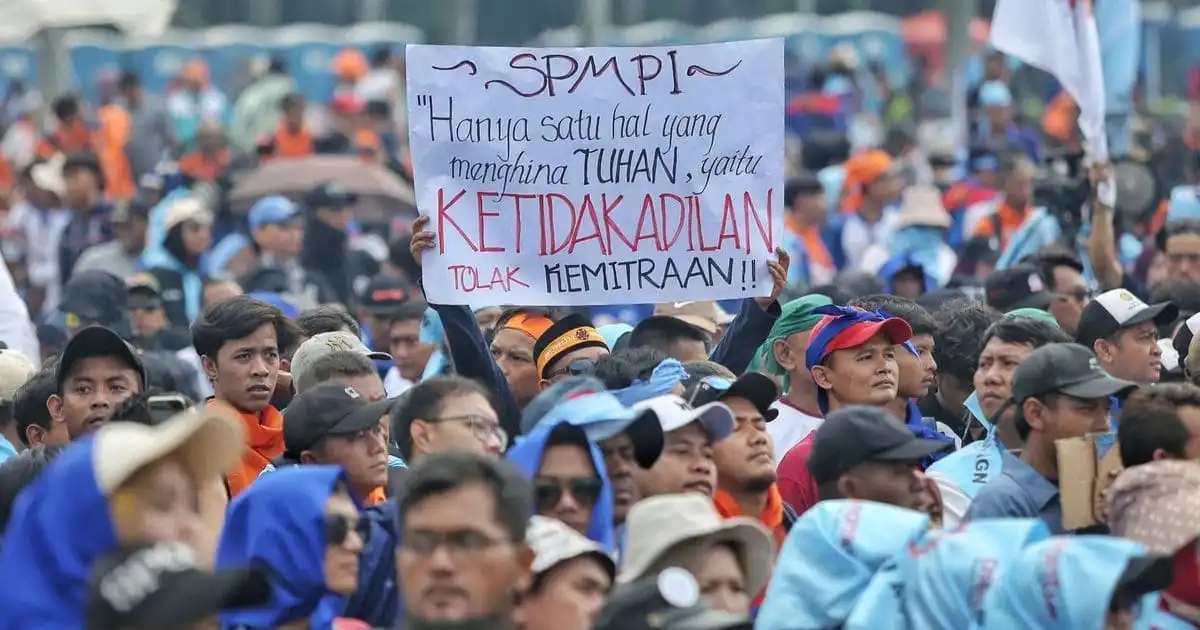 SPMPI
"Hanya satu hal yang
menghina TUHAN, yaitu
KETIDAKADILAN
TOLAK KEMITRAAN!!